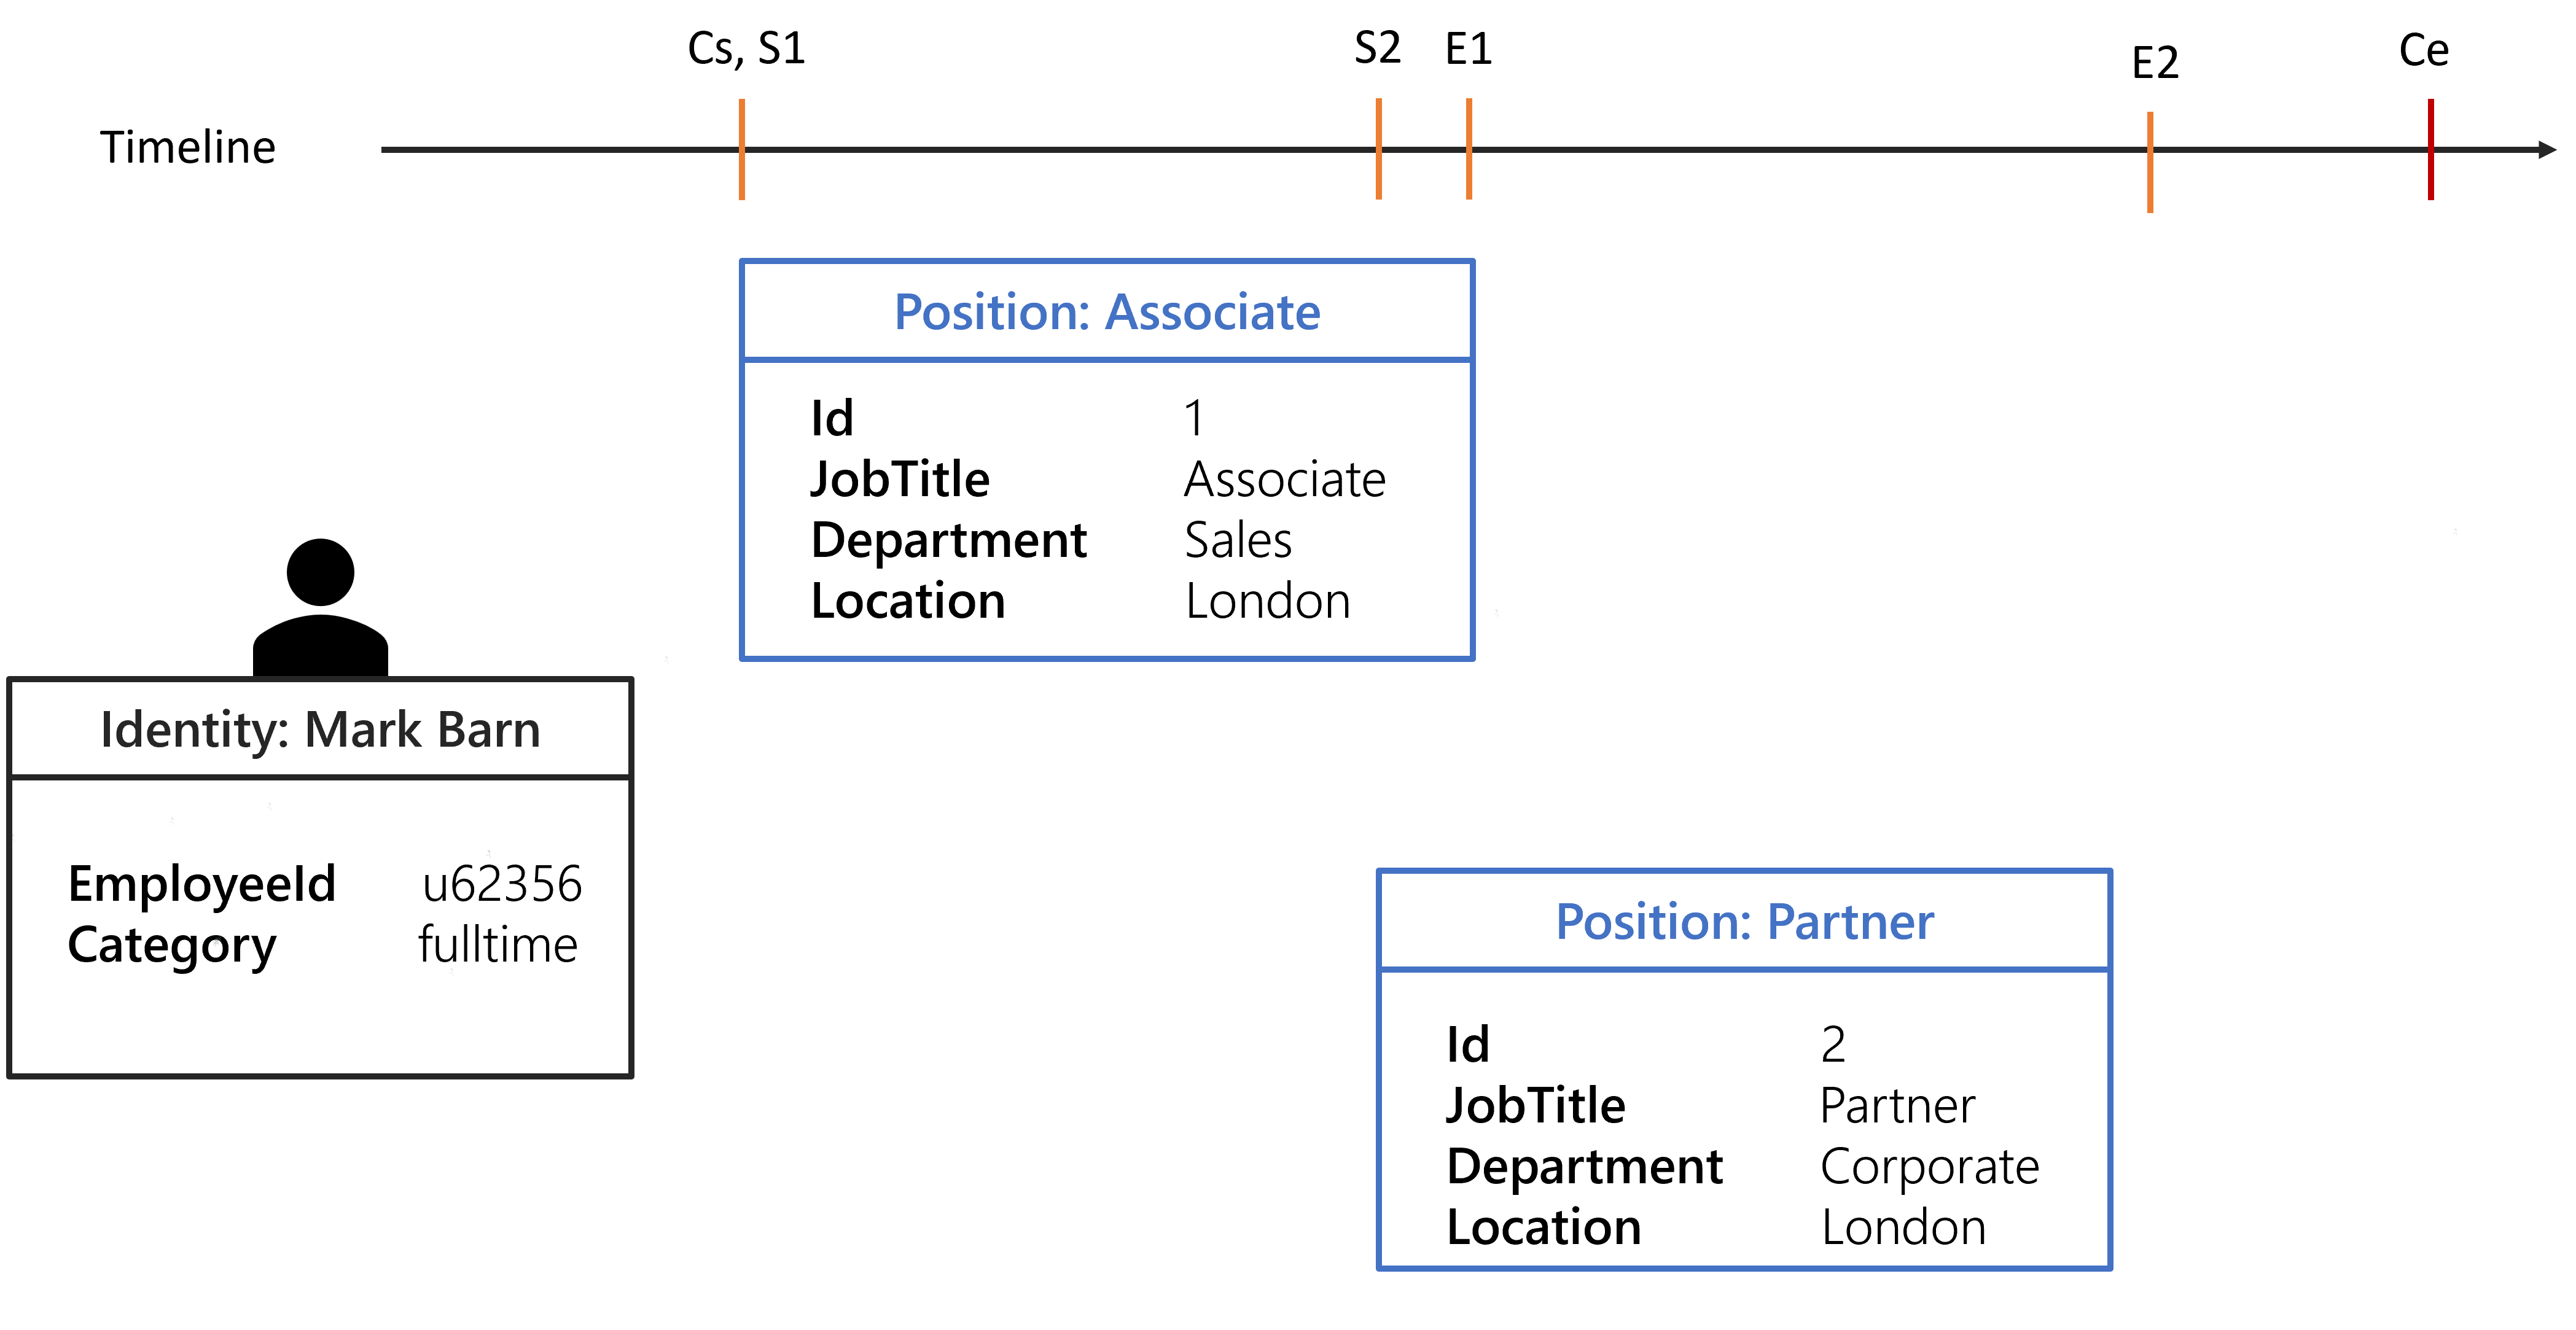 Cs, S1
S2
E1
E2
Ce
Timeline
Position: Associate
Id 1
JobTitle Associate
Department Sales
Location London
Identity: Mark Barn
EmployeeId u62356
Category fulltime
Position: Partner
Id 2
JobTitle Partner
Department Corporate
Location London